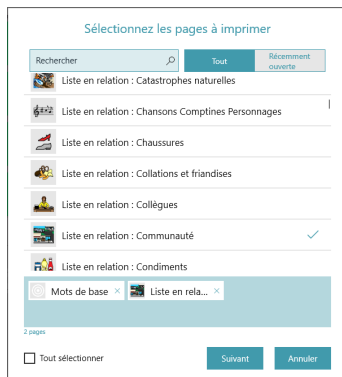 Sélectionnez les pages à imprimer
Rechercher
Tout
Récemment
ouverte
Liste en relation : Catastrophes naturelles
Liste en relation : Chansons Comptines Personnages
Liste en relation : Chaussures
Liste en relation : Collations et friandises
Liste en relation : Collègues
Liste en relation : Communauté
Liste en relation : Condiments
Mots de base × Liste en rela... ×
2 pages
Tout sélectionner
Suivant
Annuler